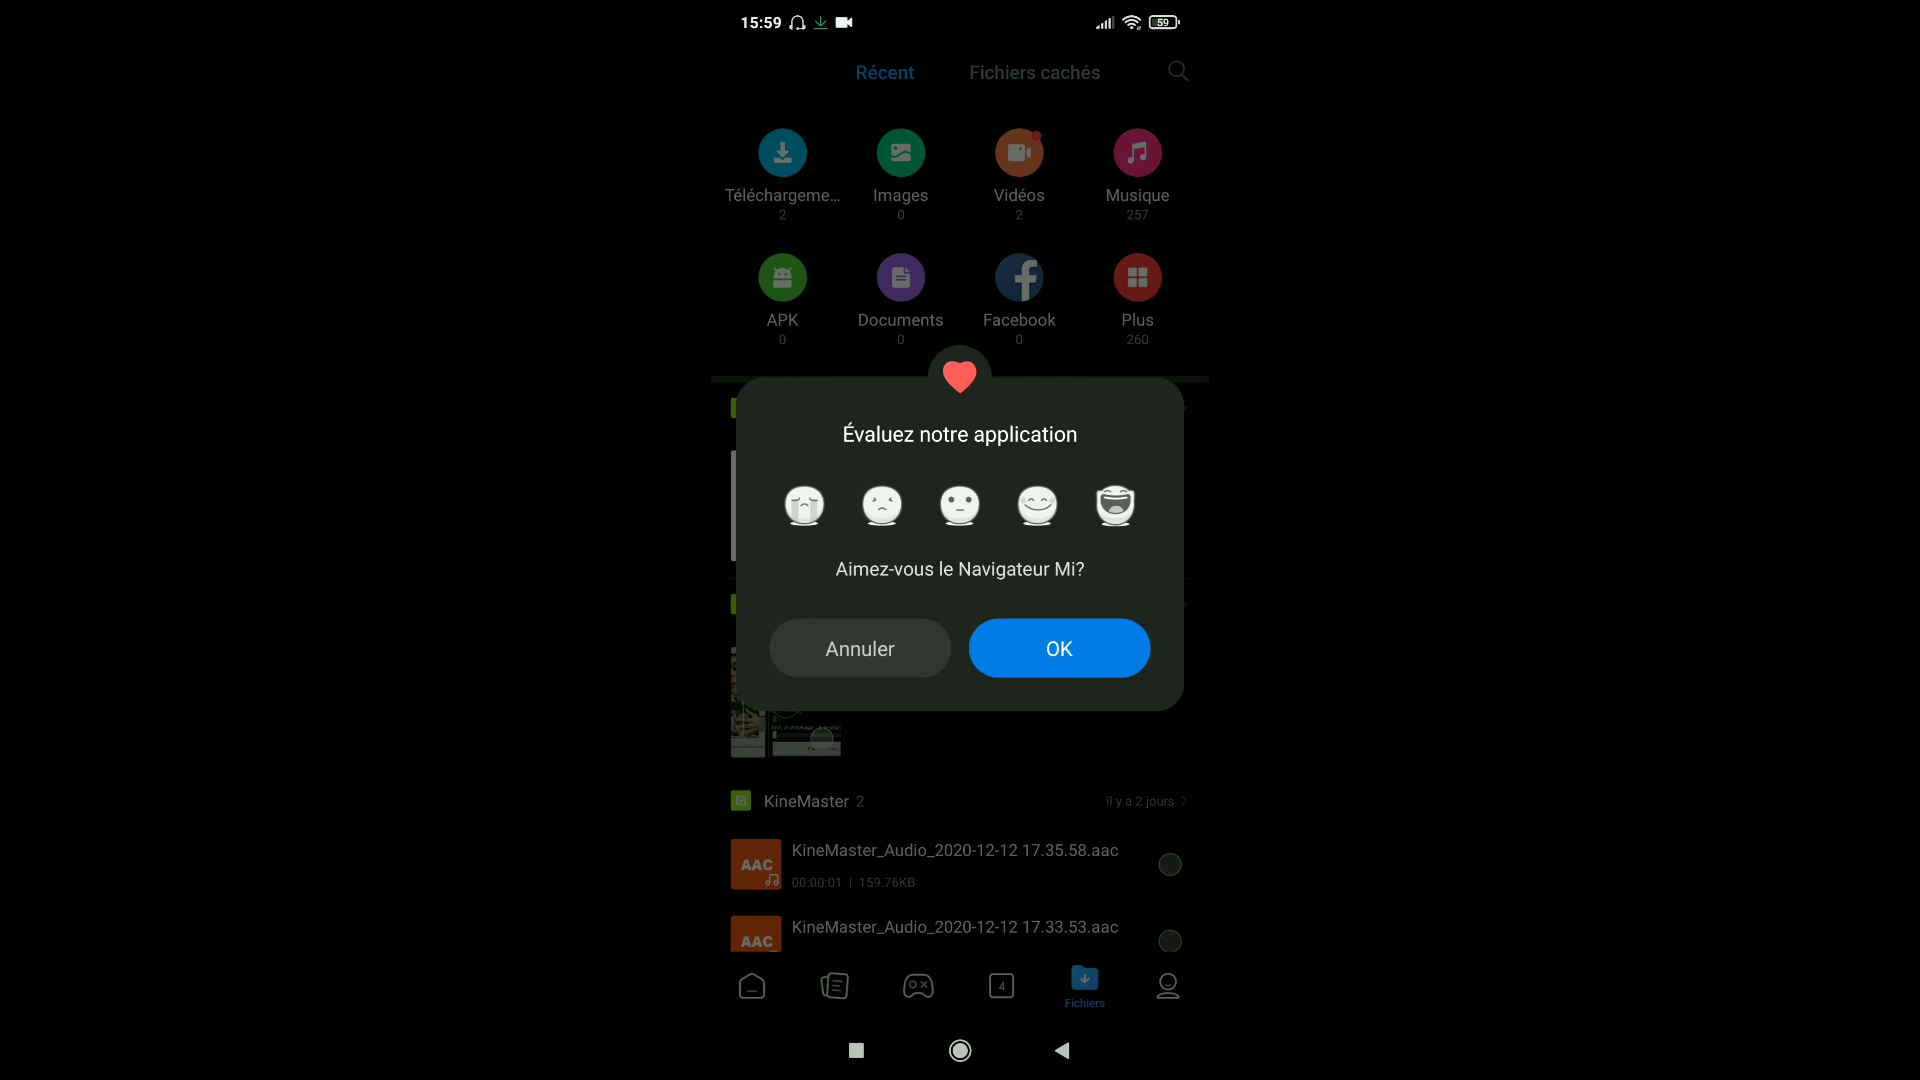 15:59
59
Récent
Fichiers cachés
Téléchargeme...
2
Images
0
Vidéos
2
Musique
257
APK
0
Documents
0
Facebook
0
Plus
260
Évaluez notre application
Aimez-vous le Navigateur Mi?
Annuler
OK
KineMaster 2
il y a 2 jours
AAC
KineMaster_Audio_2020-12-12 17.35.58.aac
00:00:01 | 159.76KB
AAC
KineMaster_Audio_2020-12-12 17.33.53.aac
4
Fichiers